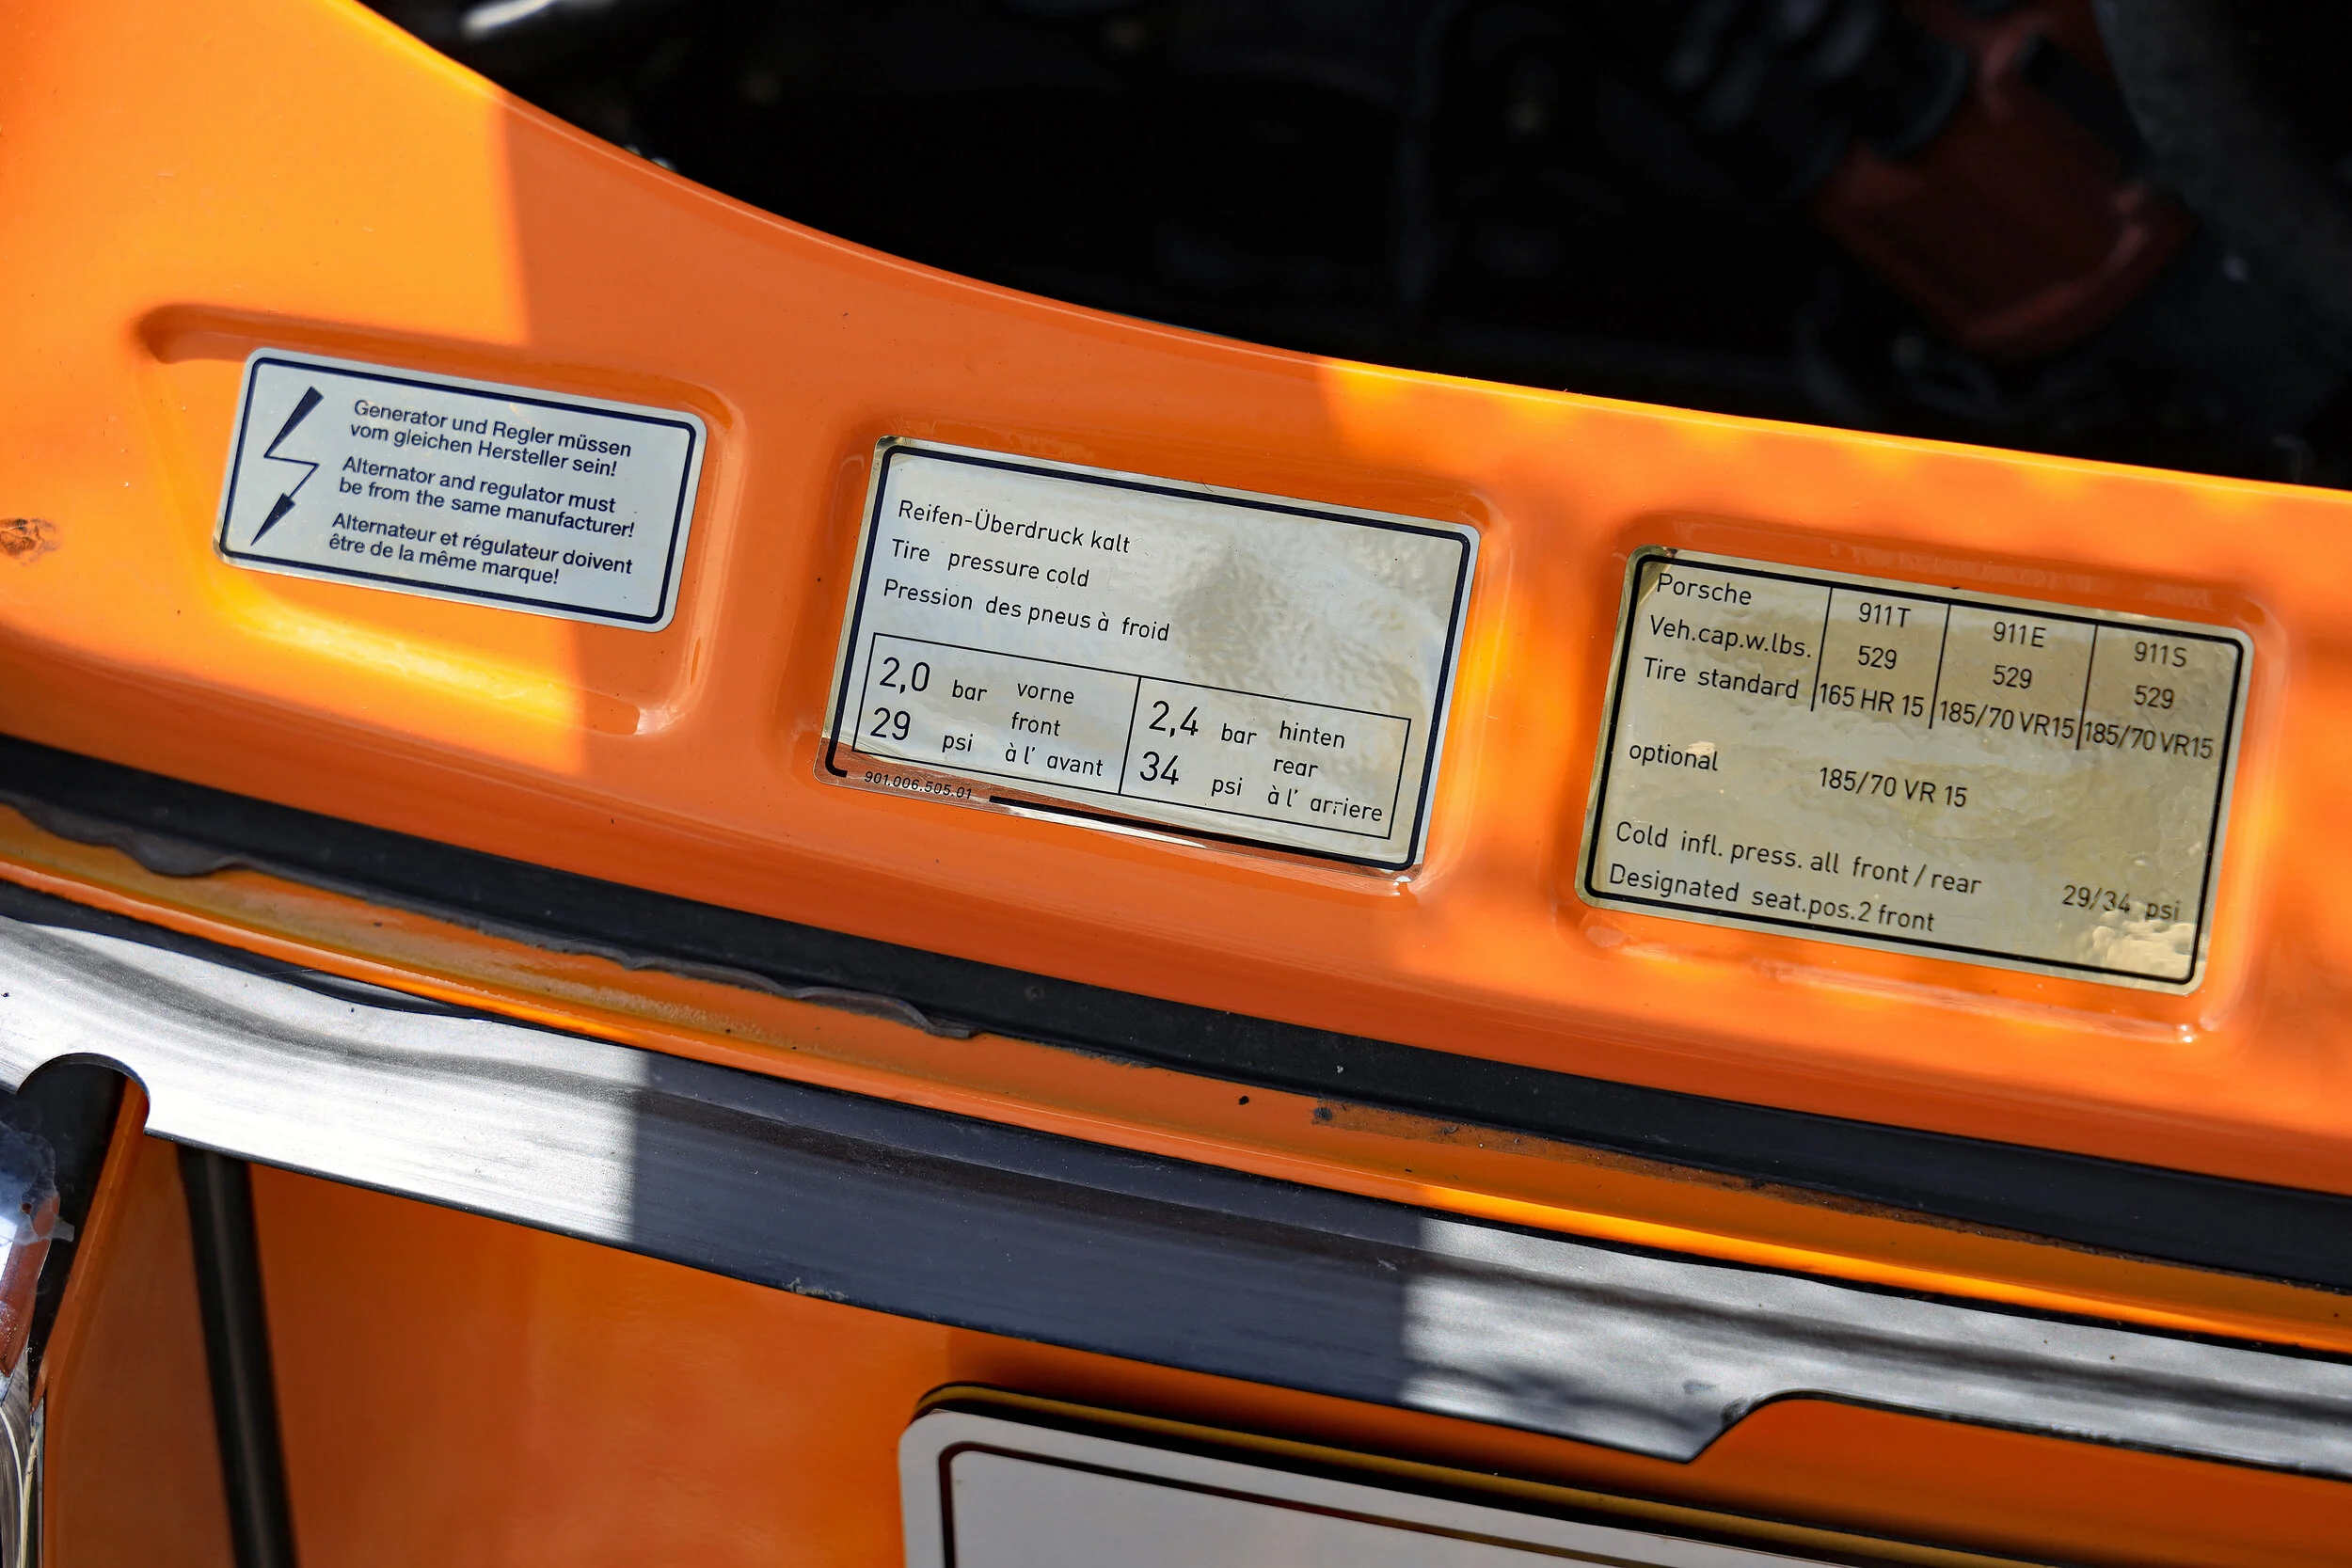 Generator und Regler müssen
vom gleichen Hersteller sein!
Alternator and regulator must
be from the same manufacturer!
Alternateur et régulateur doivent
être de la même marque!
Reifen-Überdruck kalt
Tire pressure cold
Pression des pneus à froid
2,0 bar vorne
29 psi front
à l' avant
2,4 bar hinten
34 psi rear
à l' arriere
901.006.505.01
Porsche 911T 911E 911S
Veh.cap.w.lbs. 529 529 529
Tire standard 165 HR 15 185/70 VR15 185/70 VR15
optional 185/70 VR 15
Cold infl. press. all front/rear 29/34 psi
Designated seat.pos.2 front